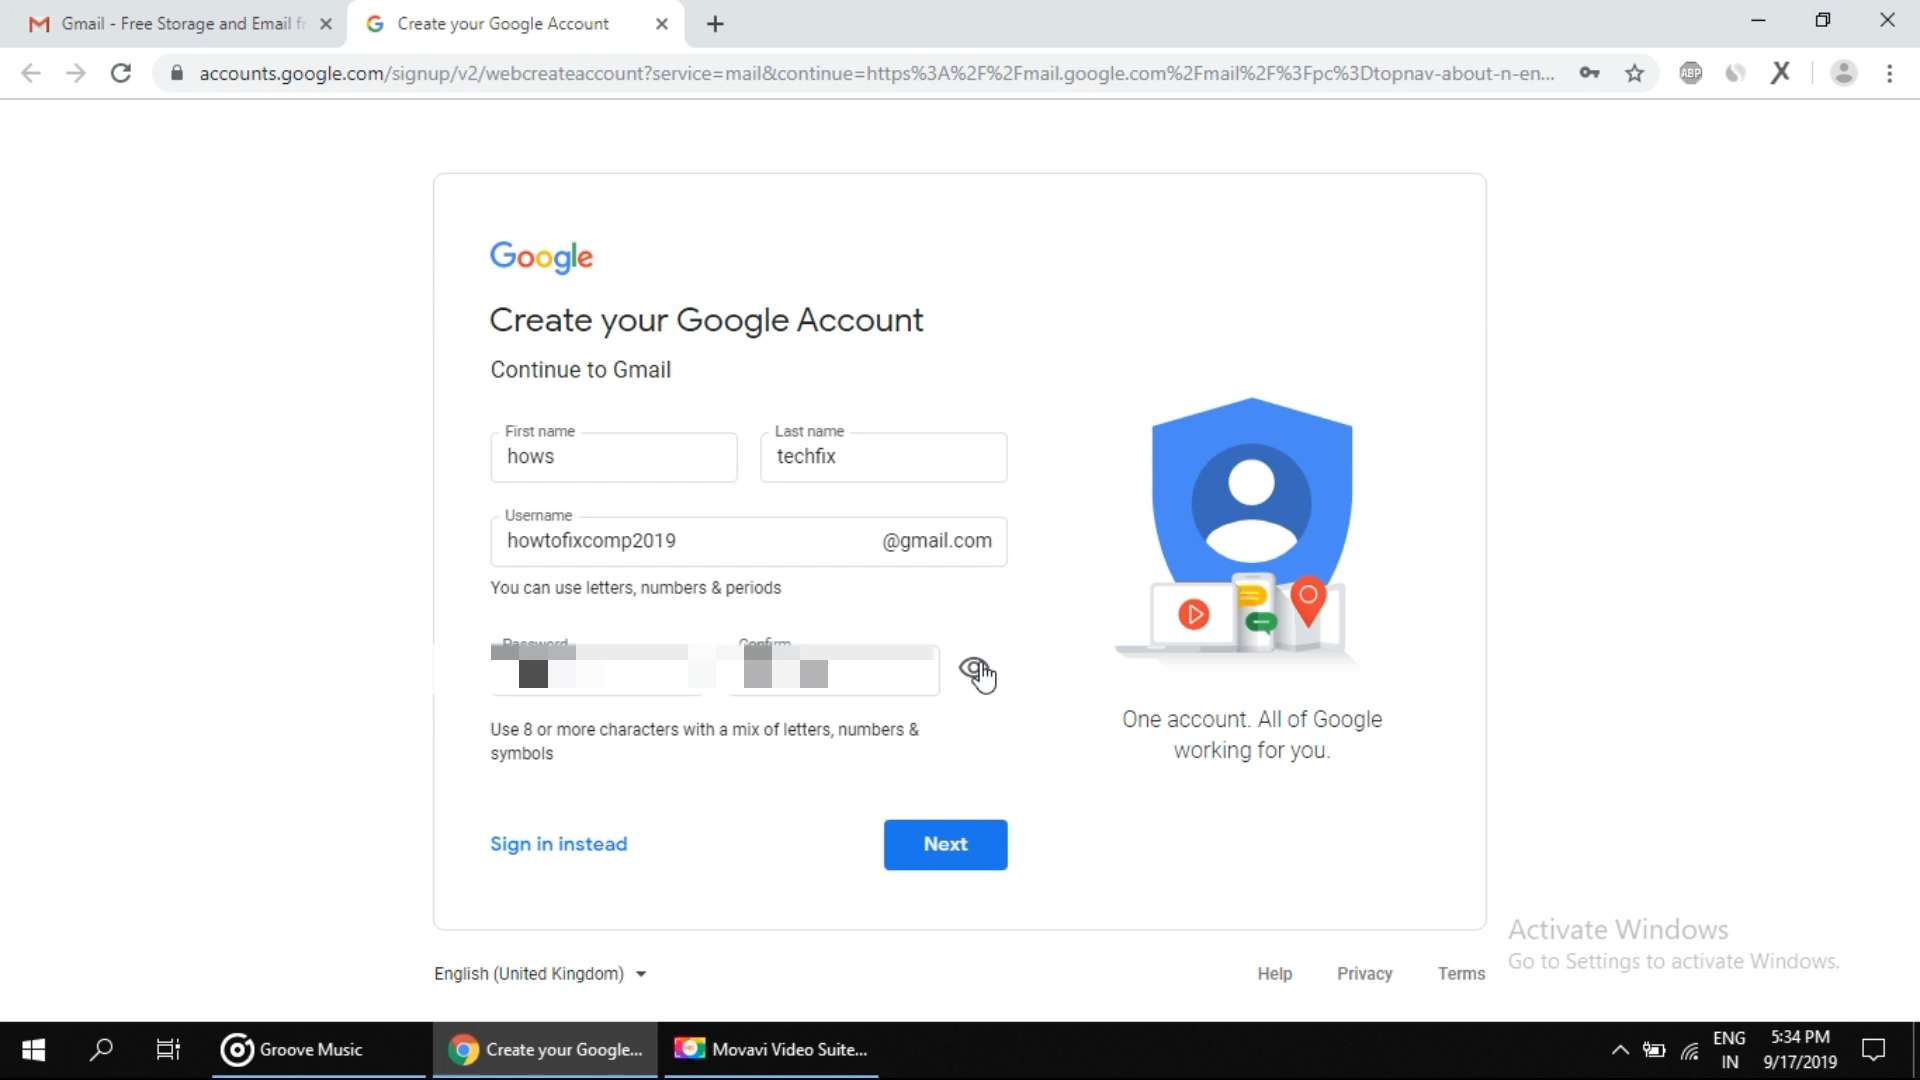 Gmail - Free Storage and Email fr
Create your Google Account
accounts.google.com/signup/v2/webcreateaccount?service=mail&continue=https%3A%2F%2Fmail.google.com%2Fmail%2F%3Fpc%3Dtopnav-about-n-en...
ABP
Google
Create your Google Account
Continue to Gmail
First name
Last name
hows
techfix
Username
howtofixcomp2019
@gmail.com
You can use letters, numbers & periods
Password
Confirm
Use 8 or more characters with a mix of letters, numbers &
symbols
Sign in instead
Next
One account. All of Google
working for you.
Activate Windows
Go to Settings to activate Windows.
English (United Kingdom)
Help
Privacy
Terms
Groove Music
Create your Google...
Movavi Video Suite...
ENG
IN
5:34 PM
9/17/2019